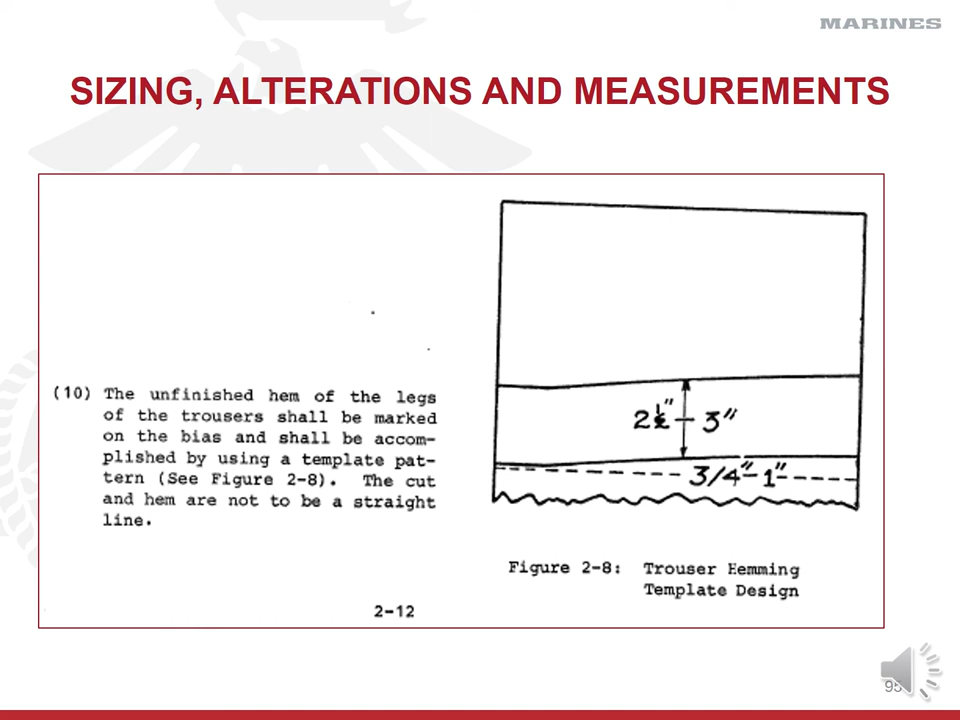 MARINES
SIZING, ALTERATIONS AND MEASUREMENTS
(10) The unfinished hem of the legs
of the trousers shall be marked
on the bias and shall be accom-
plished by using a template pat-
tern (See Figure 2-8). The cut
and hem are not to be a straight
line.
2-12
2½" - 3"
3/4"-1"
Figure 2-8: Trouser Hemming
Template Design